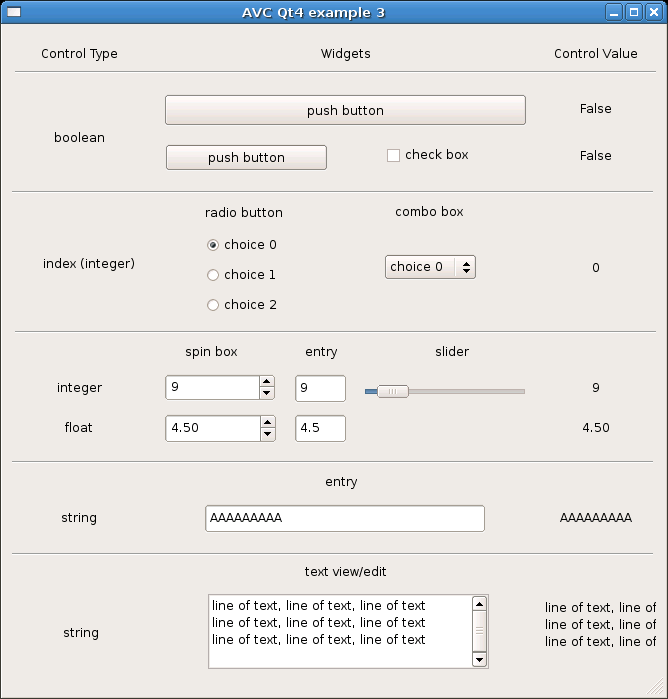 AVC Qt4 example 3
Control Type Widgets Control Value
push button False
boolean
push button check box False
radio button combo box
choice 0
index (integer) choice 1 choice 0 0
choice 2
spin box entry slider
integer 9 9 9
float 4.50 4.5 4.50
entry
string AAAAAAAAA AAAAAAAAA
text view/edit
line of text, line of text, line of text line of text, line of
line of text, line of text, line of text line of text, line of
string line of text, line of text, line of text line of text, line of